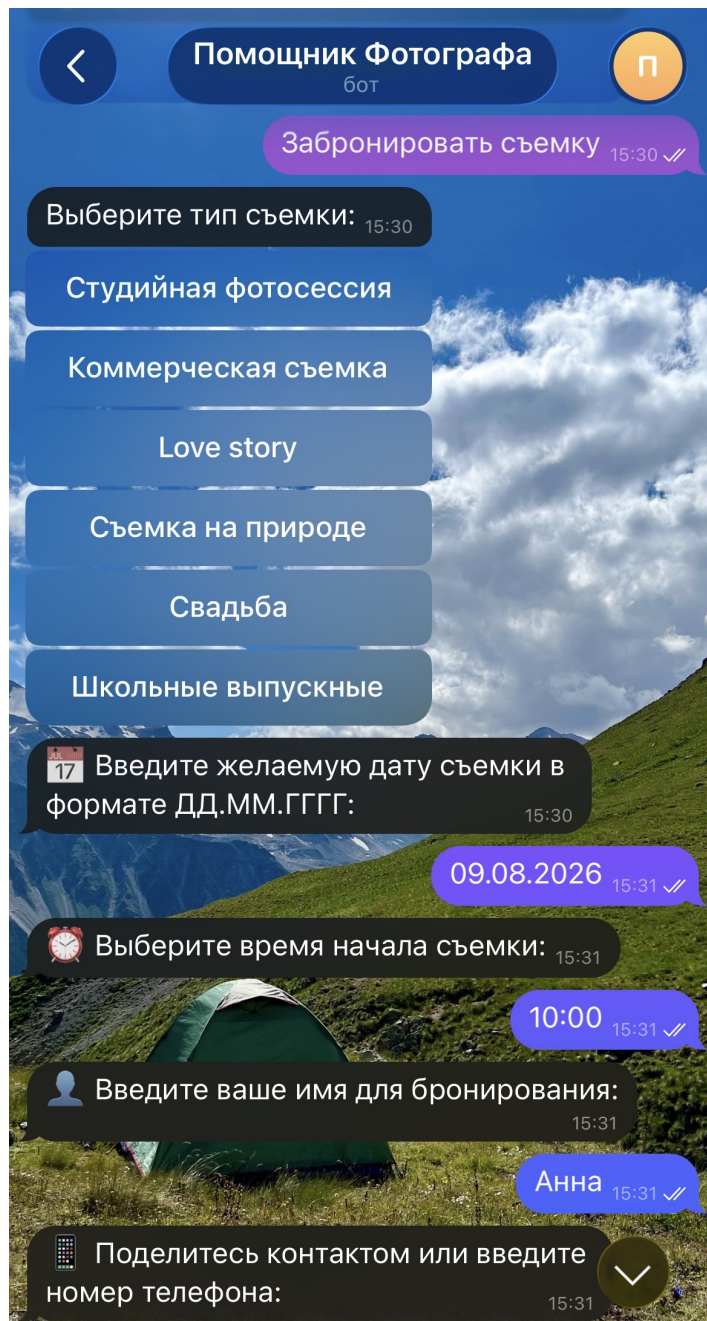 Помощник Фотографа
бот
П
Забронировать съемку 15:30
Выберите тип съемки: 15:30
Студийная фотосессия
Коммерческая съемка
Love story
Съемка на природе
Свадьба
Школьные выпускные
JUL 17 Введите желаемую дату съемки в
формате ДД.ММ.ГГГГ: 15:30
09.08.2026 15:31
Выберите время начала съемки: 15:31
10:00 15:31
Введите ваше имя для бронирования:
15:31
Анна 15:31
Поделитесь контактом или введите
номер телефона: 15:31